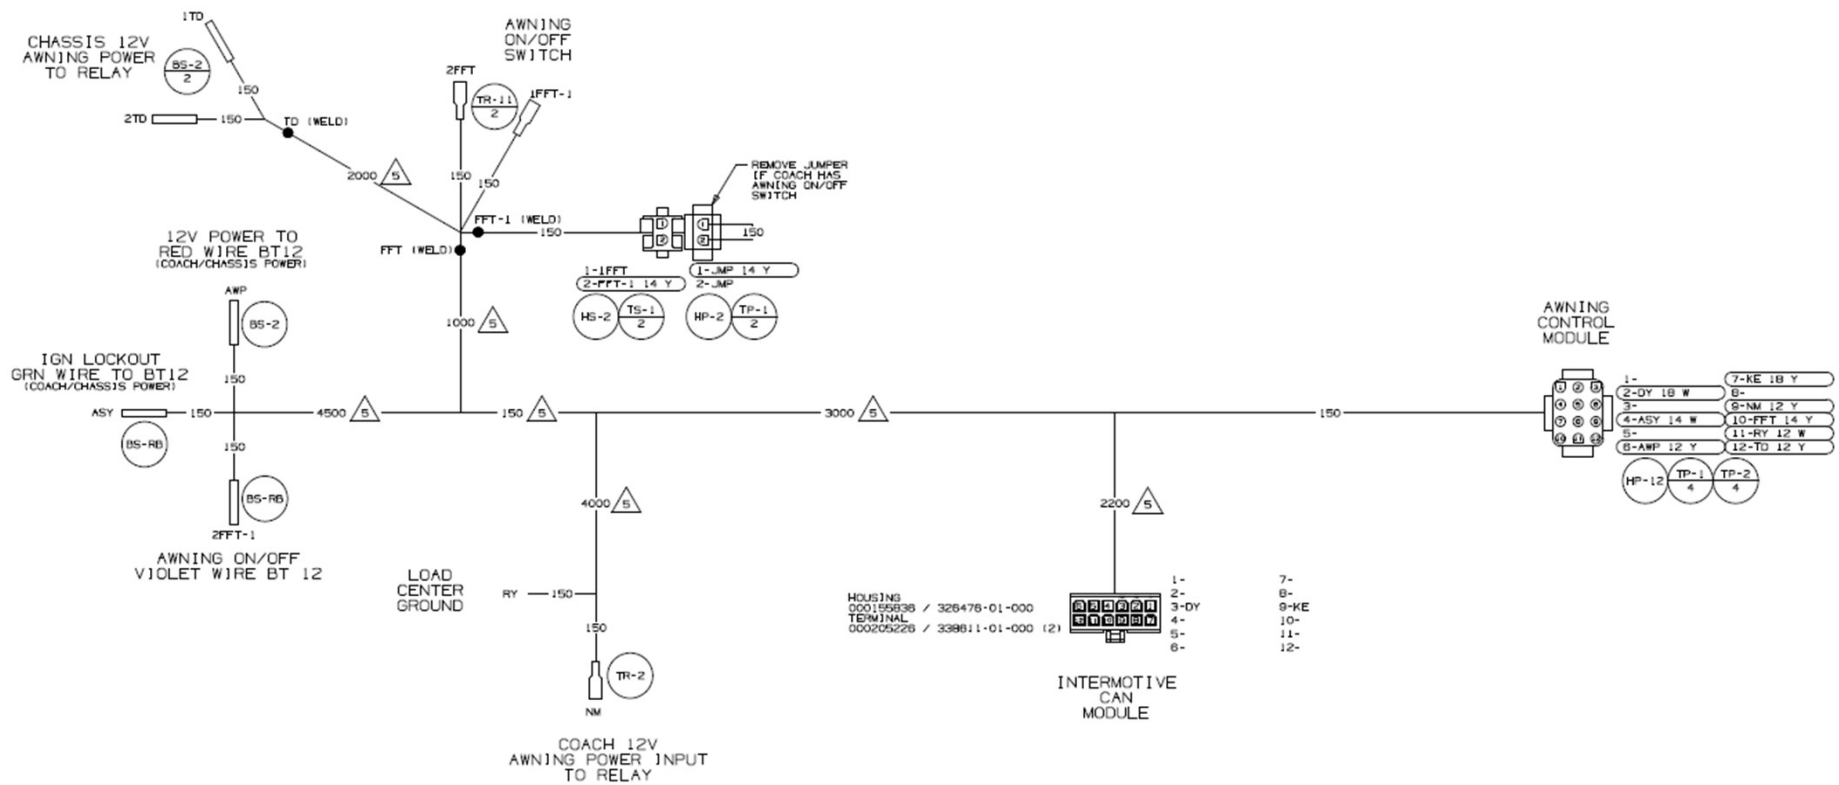 1TD
CHASSIS 12V
AWNING POWER
TO RELAY
BS-2
2
150
2TD
150
TD (WELD)
2000
5
AWNING
ON/OFF
SWITCH
2FFT
TR-11
2
1FFT-1
150
150
FFT-1 (WELD)
150
FFT (WELD)
1
2
1
2
150
REMOVE JUMPER
IF COACH HAS
AWNING ON/OFF
SWITCH
1-1FFT
2-FFT-1 14 Y
1-JMP 14 Y
2-JMP
HS-2
TS-1
2
HP-2
TP-1
2
1000
5
12V POWER TO
RED WIRE BT12
(COACH/CHASSIS POWER)
AWP
BS-2
150
IGN LOCKOUT
GRN WIRE TO BT12
(COACH/CHASSIS POWER)
ASY
150
BS-RB
4500
5
150
5
3000
5
150
150
BS-RB
2FFT-1
AWNING ON/OFF
VIOLET WIRE BT 12
4000
5
LOAD
CENTER
GROUND
RY
150
150
TR-2
NM
COACH 12V
AWNING POWER INPUT
TO RELAY
2200
5
HOUSING
000155836 / 326476-01-000
TERMINAL
000205226 / 338611-01-000 (2)
1-
2-
3-DY
4-
5-
6-
7-
8-
9-KE
10-
11-
12-
INTERMOTIVE
CAN
MODULE
AWNING
CONTROL
MODULE
1-
2-DY 18 W
3-
4-ASY 14 W
5-
6-AWP 12 Y
7-KE 18 Y
8-
9-NM 12 Y
10-FFT 14 Y
11-RY 12 W
12-TD 12 Y
HP-12
TP-1
4
TP-2
4